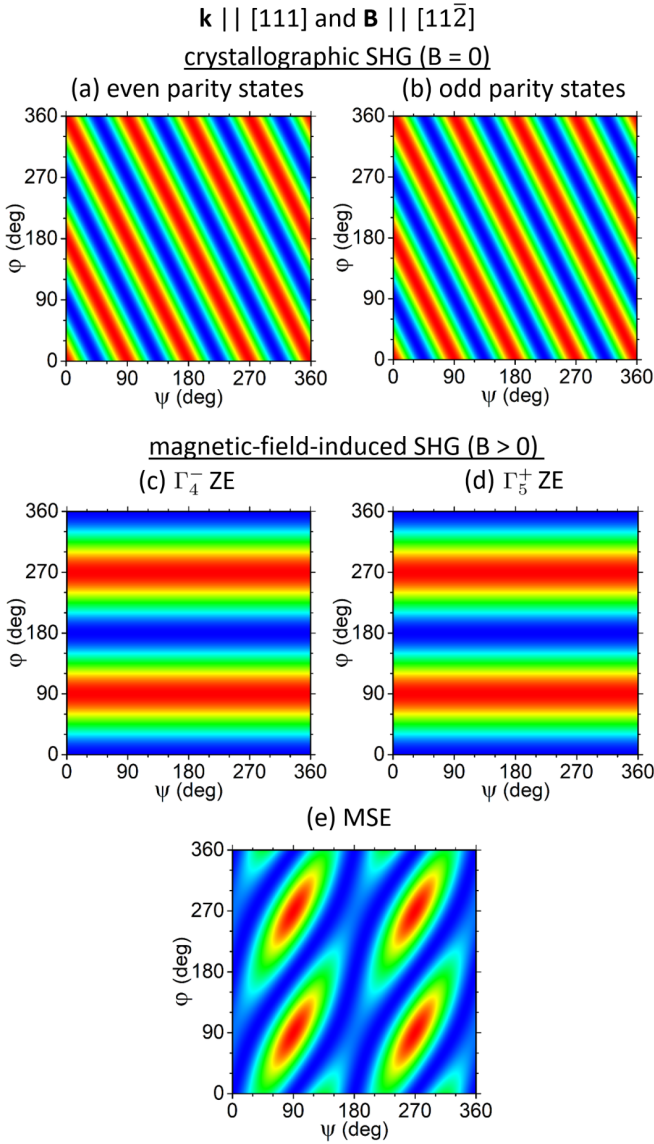 k || [111] and B || [112̅]
crystallographic SHG (B = 0)
(a) even parity states (b) odd parity states
360
270
180
90
0
φ (deg)
0 90 180 270 360
ψ (deg)
360
270
180
90
0
φ (deg)
0 90 180 270 360
ψ (deg)
magnetic-field-induced SHG (B > 0)
(c) Γ₄⁻ ZE (d) Γ₅⁺ ZE
360
270
180
90
0
φ (deg)
0 90 180 270 360
ψ (deg)
360
270
180
90
0
φ (deg)
0 90 180 270 360
ψ (deg)
(e) MSE
360
270
180
90
0
φ (deg)
0 90 180 270 360
ψ (deg)